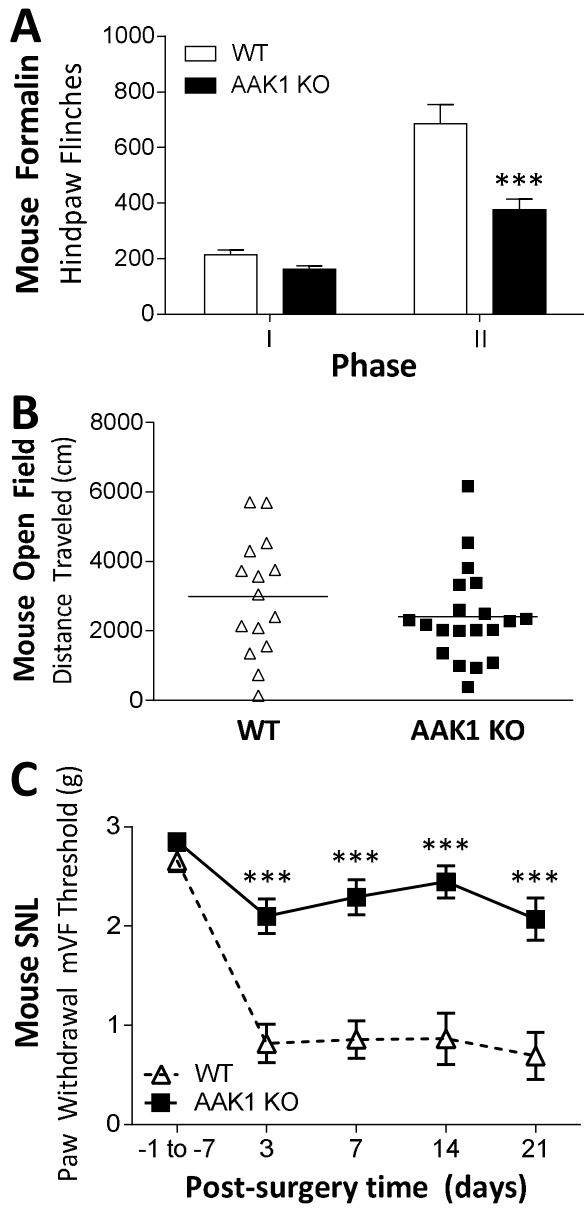 A
Mouse Formalin
Hindpaw Flinches
1000
800
600
400
200
0
WT
AAK1 KO
***
I
II
Phase
B
Mouse Open Field
Distance Traveled (cm)
8000
6000
4000
2000
0
WT
AAK1 KO
C
Mouse SNL
Paw Withdrawal mVF Threshold (g)
3
2
1
0
***
***
***
***
WT
AAK1 KO
-1 to -7
3
7
14
21
Post-surgery time (days)